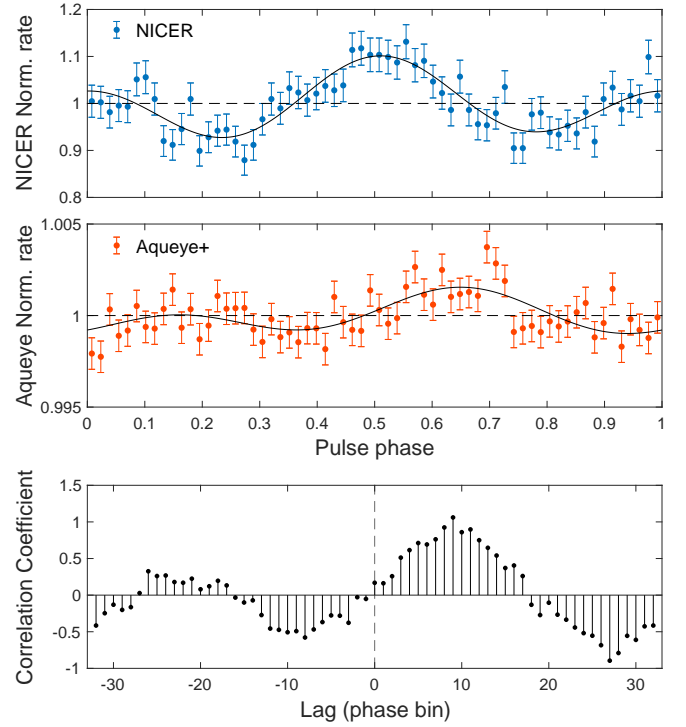 NICER Norm. rate
1.2
1.1
1
0.9
0.8
NICER
Aqueye Norm. rate
1.005
1
0.995
Aqueye+
0 0.1 0.2 0.3 0.4 0.5 0.6 0.7 0.8 0.9 1
Pulse phase
Correlation Coefficient
1.5
1
0.5
0
-0.5
-1
-30 -20 -10 0 10 20 30
Lag (phase bin)